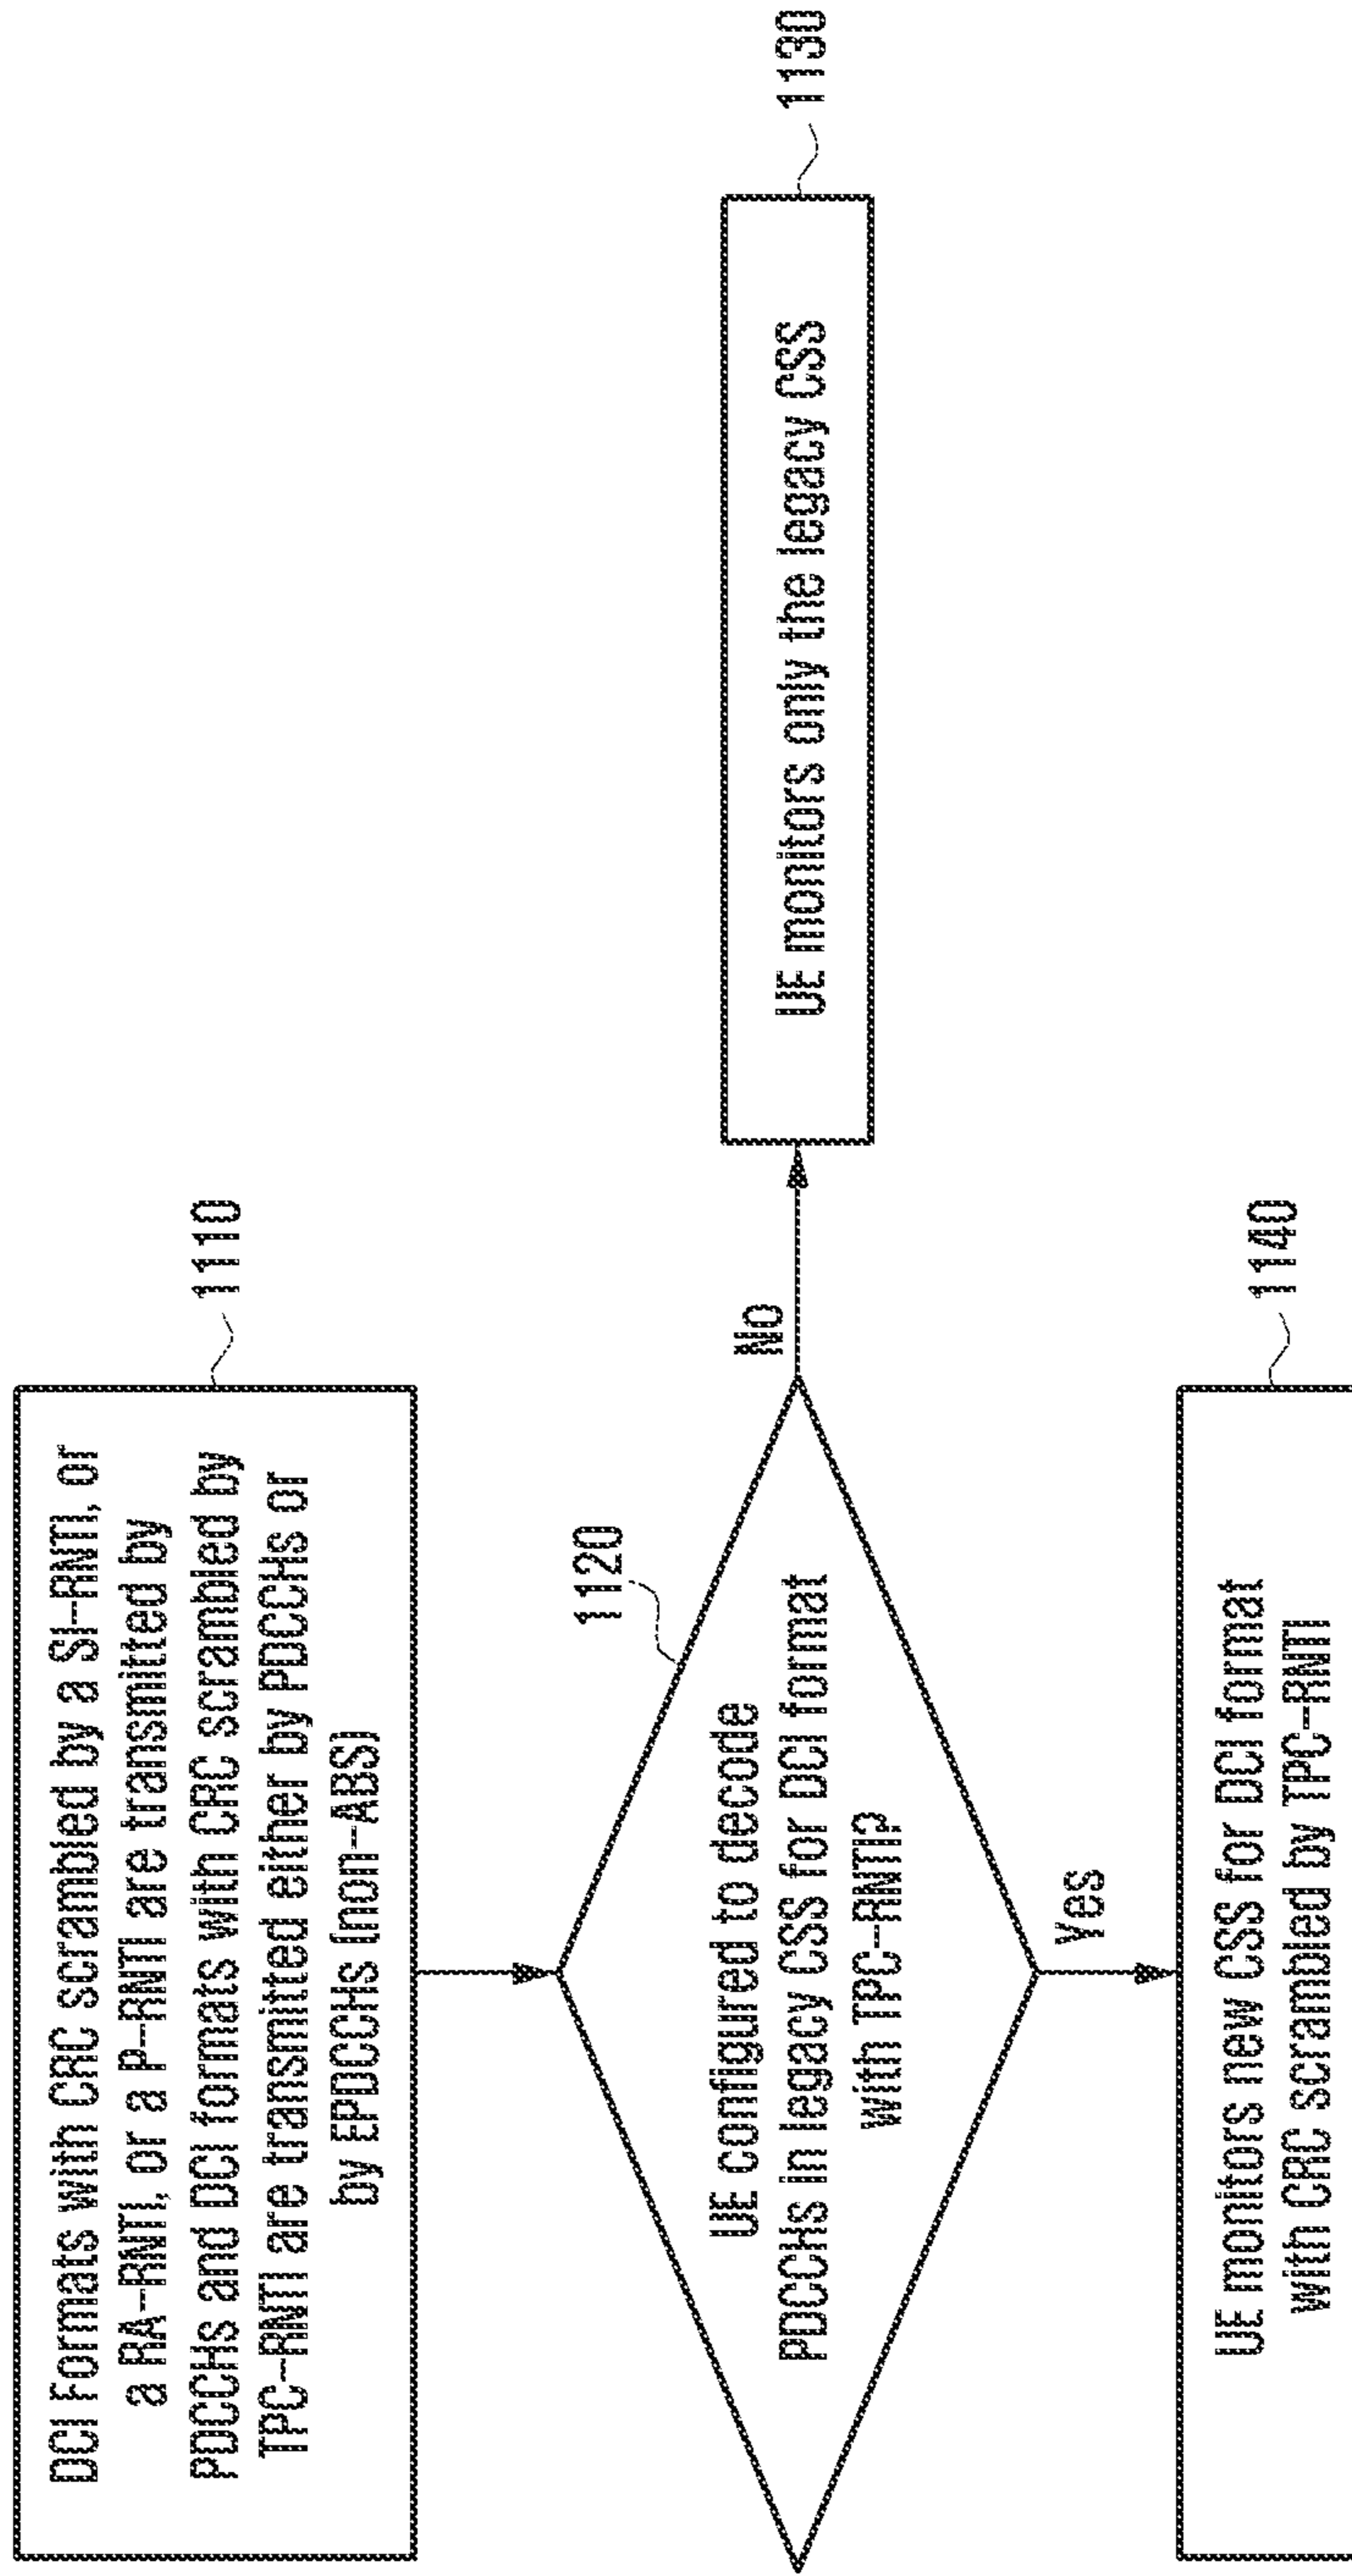 DCI Formats with CRC scrambled by a SI-RNTI, or
a RA-RNTI, or a P-RNTI are transmitted by
PDCCHs and DCI formats with CRC scrambled by
TPC-RNTI are transmitted either by PDCCHs or
by EPDCCHs (non-ABS)
1110
1120
UE configured to decode
PDCCHs in legacy CSS for DCI format
with TPC-RNTI?
No
UE monitors only the legacy CSS
1130
Yes
UE monitors new CSS for DCI format
with CRC scrambled by TPC-RNTI
1140